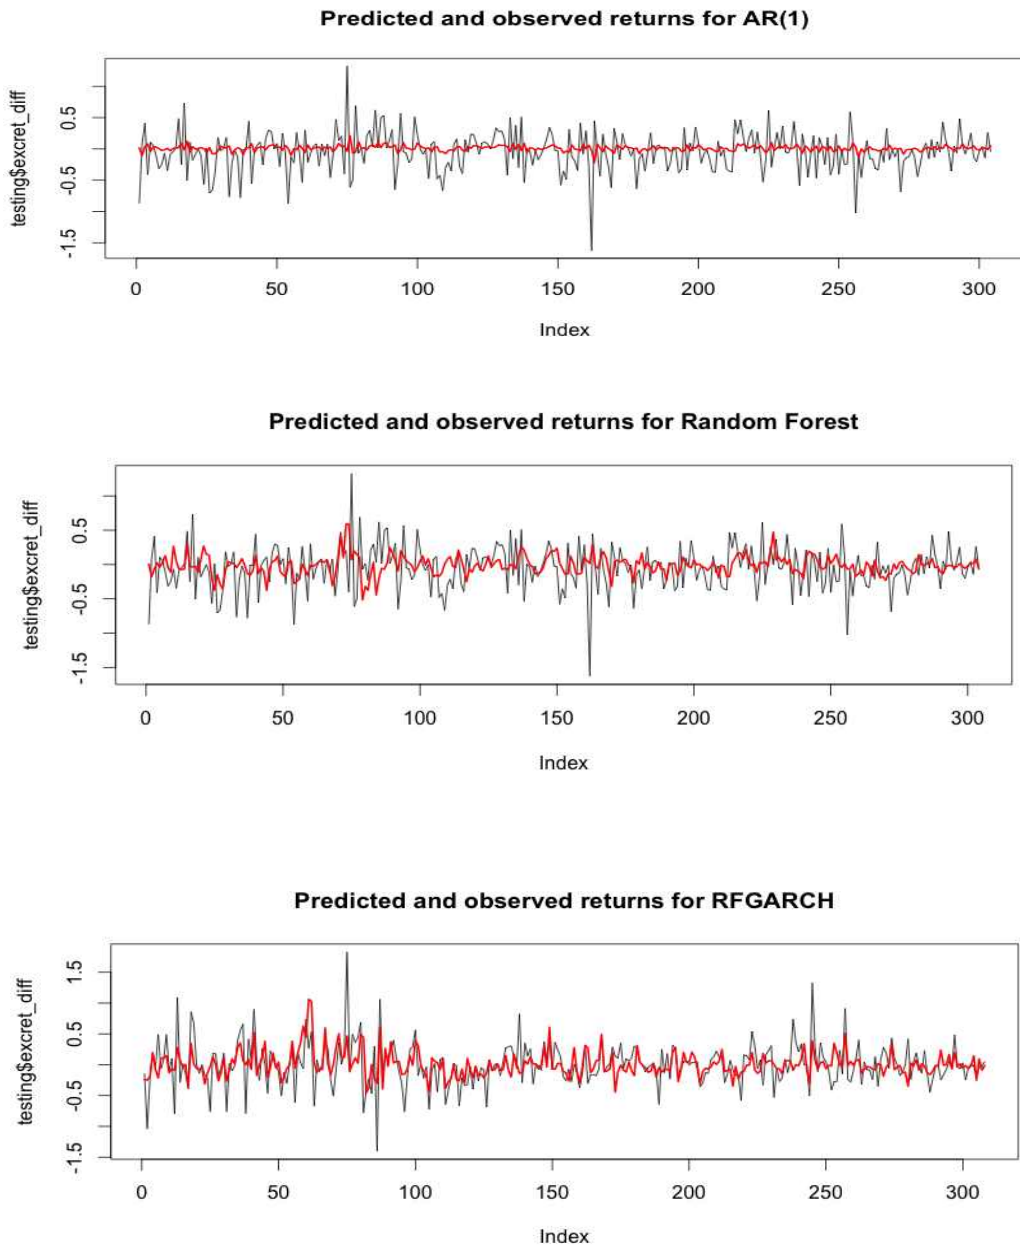 Predicted and observed returns for AR(1)
testing$excret_diff
0.5
-0.5
-1.5
0 50 100 150 200 250 300
Index
Predicted and observed returns for Random Forest
testing$excret_diff
0.5
-0.5
-1.5
0 50 100 150 200 250 300
Index
Predicted and observed returns for RFGARCH
testing$excret_diff
1.5
0.5
-0.5
-1.5
0 50 100 150 200 250 300
Index